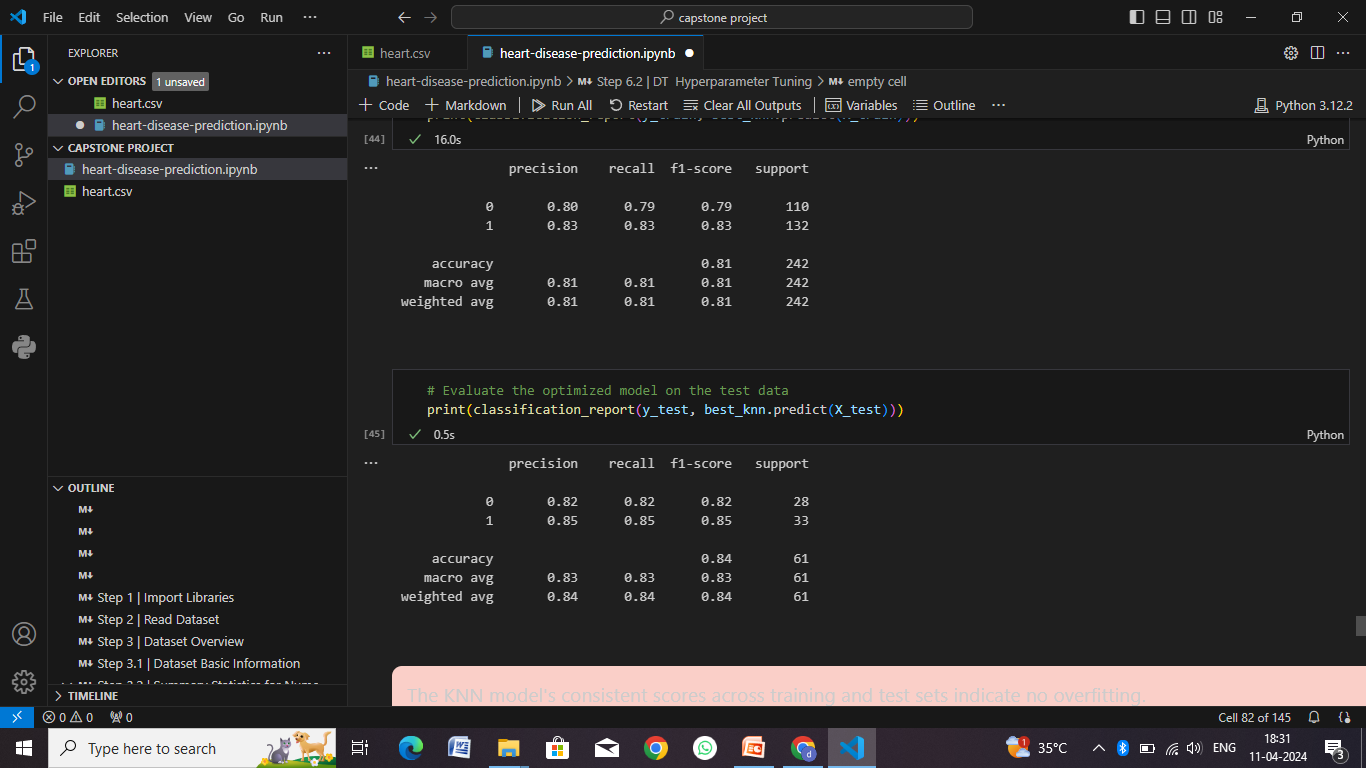 File Edit Selection View Go Run ···
capstone project
EXPLORER ···
OPEN EDITORS 1 unsaved
heart.csv
heart-disease-prediction.ipynb
CAPSTONE PROJECT
heart-disease-prediction.ipynb
heart.csv
OUTLINE
M↓
M↓
M↓
M↓
M↓ Step 1 | Import Libraries
M↓ Step 2 | Read Dataset
M↓ Step 3 | Dataset Overview
M↓ Step 3.1 | Dataset Basic Information
TIMELINE
heart.csv heart-disease-prediction.ipynb
heart-disease-prediction.ipynb > M↓ Step 6.2 | DT Hyperparameter Tuning > M↓ empty cell
+ Code + Markdown Run All Restart Clear All Outputs Variables Outline ··· Python 3.12.2
[44] 16.0s Python
··· precision recall f1-score support
0 0.80 0.79 0.79 110
1 0.83 0.83 0.83 132
accuracy 0.81 242
macro avg 0.81 0.81 0.81 242
weighted avg 0.81 0.81 0.81 242
# Evaluate the optimized model on the test data
print(classification_report(y_test, best_knn.predict(X_test)))
[45] 0.5s Python
··· precision recall f1-score support
0 0.82 0.82 0.82 28
1 0.85 0.85 0.85 33
accuracy 0.84 61
macro avg 0.83 0.83 0.83 61
weighted avg 0.84 0.84 0.84 61
The KNN model's consistent scores across training and test sets indicate no overfitting.
0 0 0 Cell 82 of 145
Type here to search
35°C ENG 18:31
11-04-2024 3